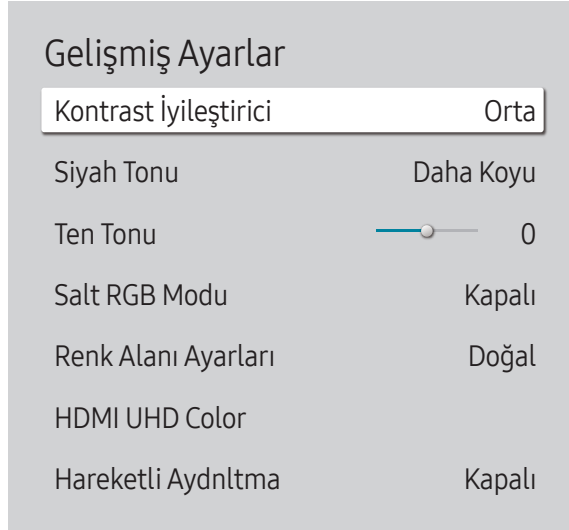 Gelişmiş Ayarlar
Kontrast İyileştirici Orta
Siyah Tonu Daha Koyu
Ten Tonu 0
Salt RGB Modu Kapalı
Renk Alanı Ayarları Doğal
HDMI UHD Color
Hareketli Aydnltma Kapalı